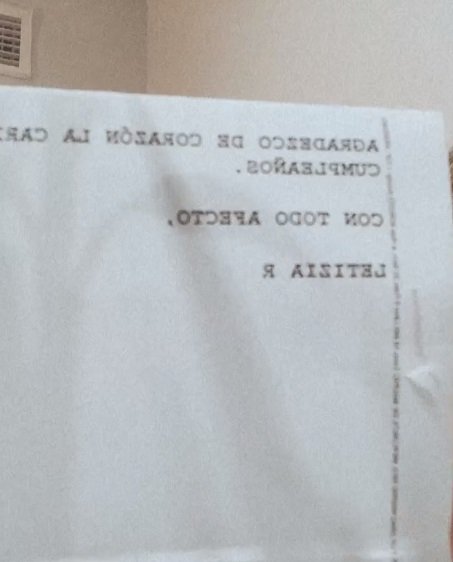 AGRADEZCO DE CORAZÓN LA
CUMPLEAÑOS.
CON TODO AFECTO,
LETIZIA R